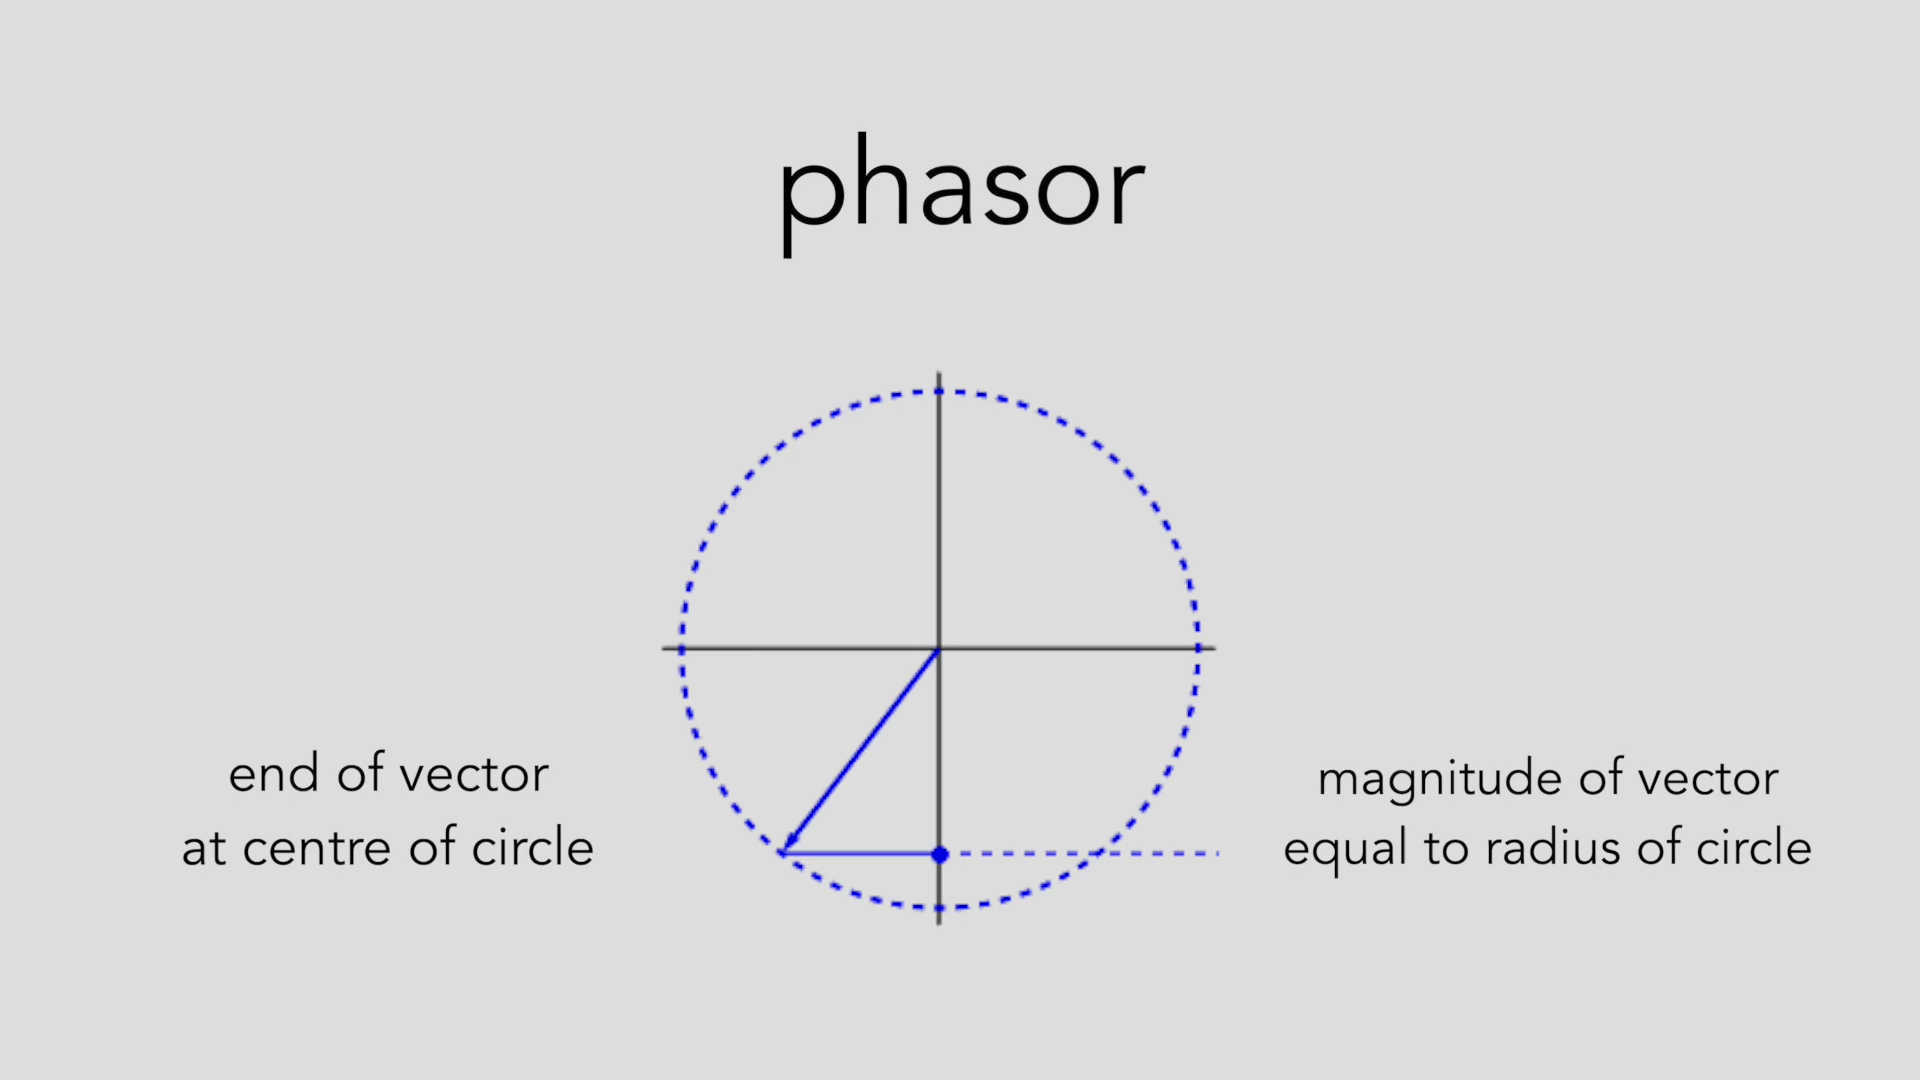 phasor
end of vector
at centre of circle
magnitude of vector
equal to radius of circle